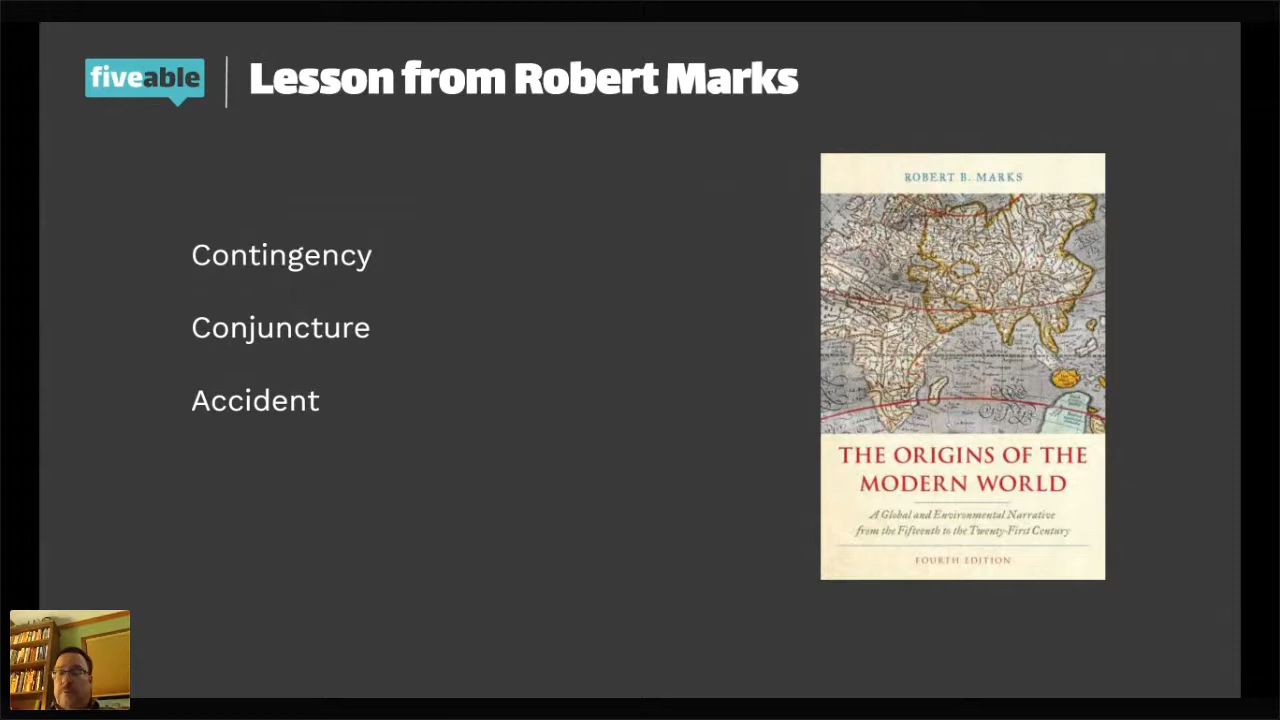 fiveable
Lesson from Robert Marks
Contingency
Conjuncture
Accident
ROBERT B. MARKS
THE ORIGINS OF THE
MODERN WORLD
A Global and Environmental Narrative
from the Fifteenth to the Twenty-First Century
FOURTH EDITION